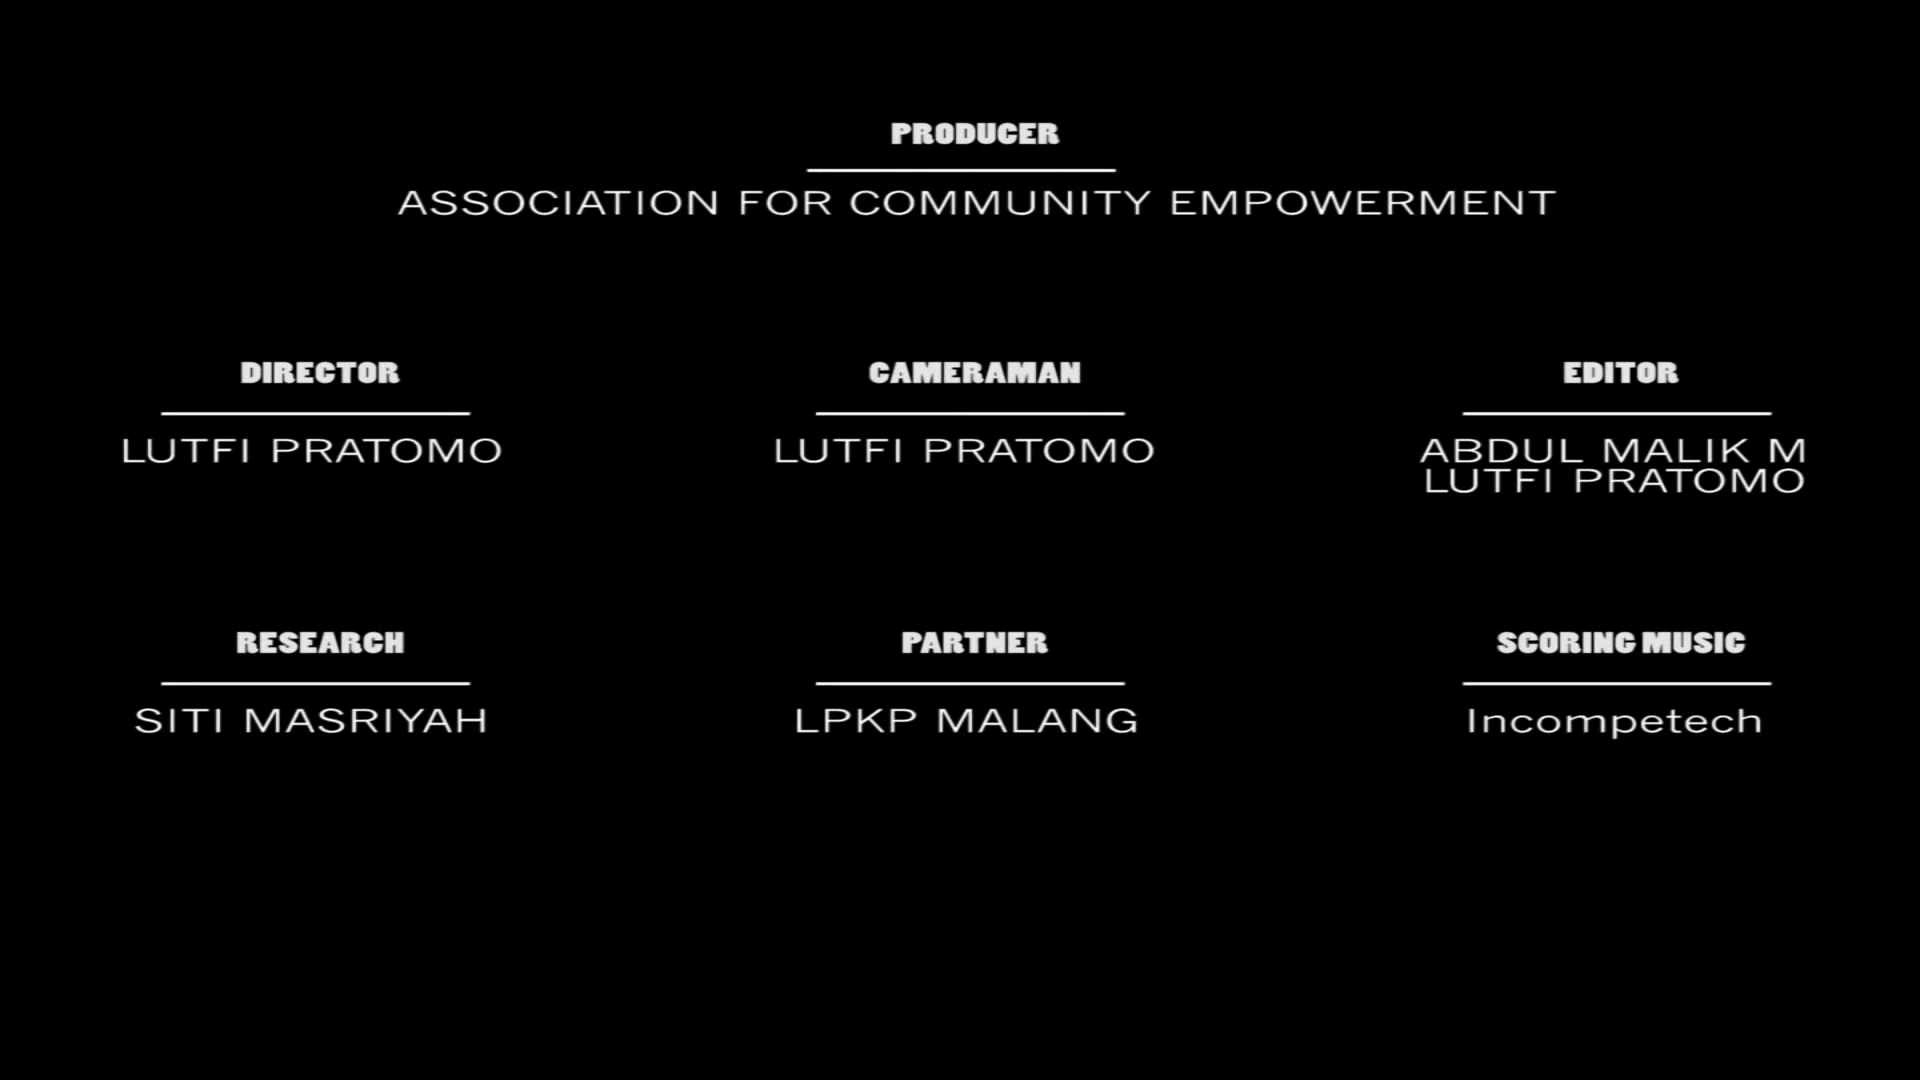 PRODUCER
ASSOCIATION FOR COMMUNITY EMPOWERMENT
DIRECTOR
LUTFI PRATOMO
CAMERAMAN
LUTFI PRATOMO
EDITOR
ABDUL MALIK M
LUTFI PRATOMO
RESEARCH
SITI MASRIYAH
PARTNER
LPKP MALANG
SCORING MUSIC
Incompetech